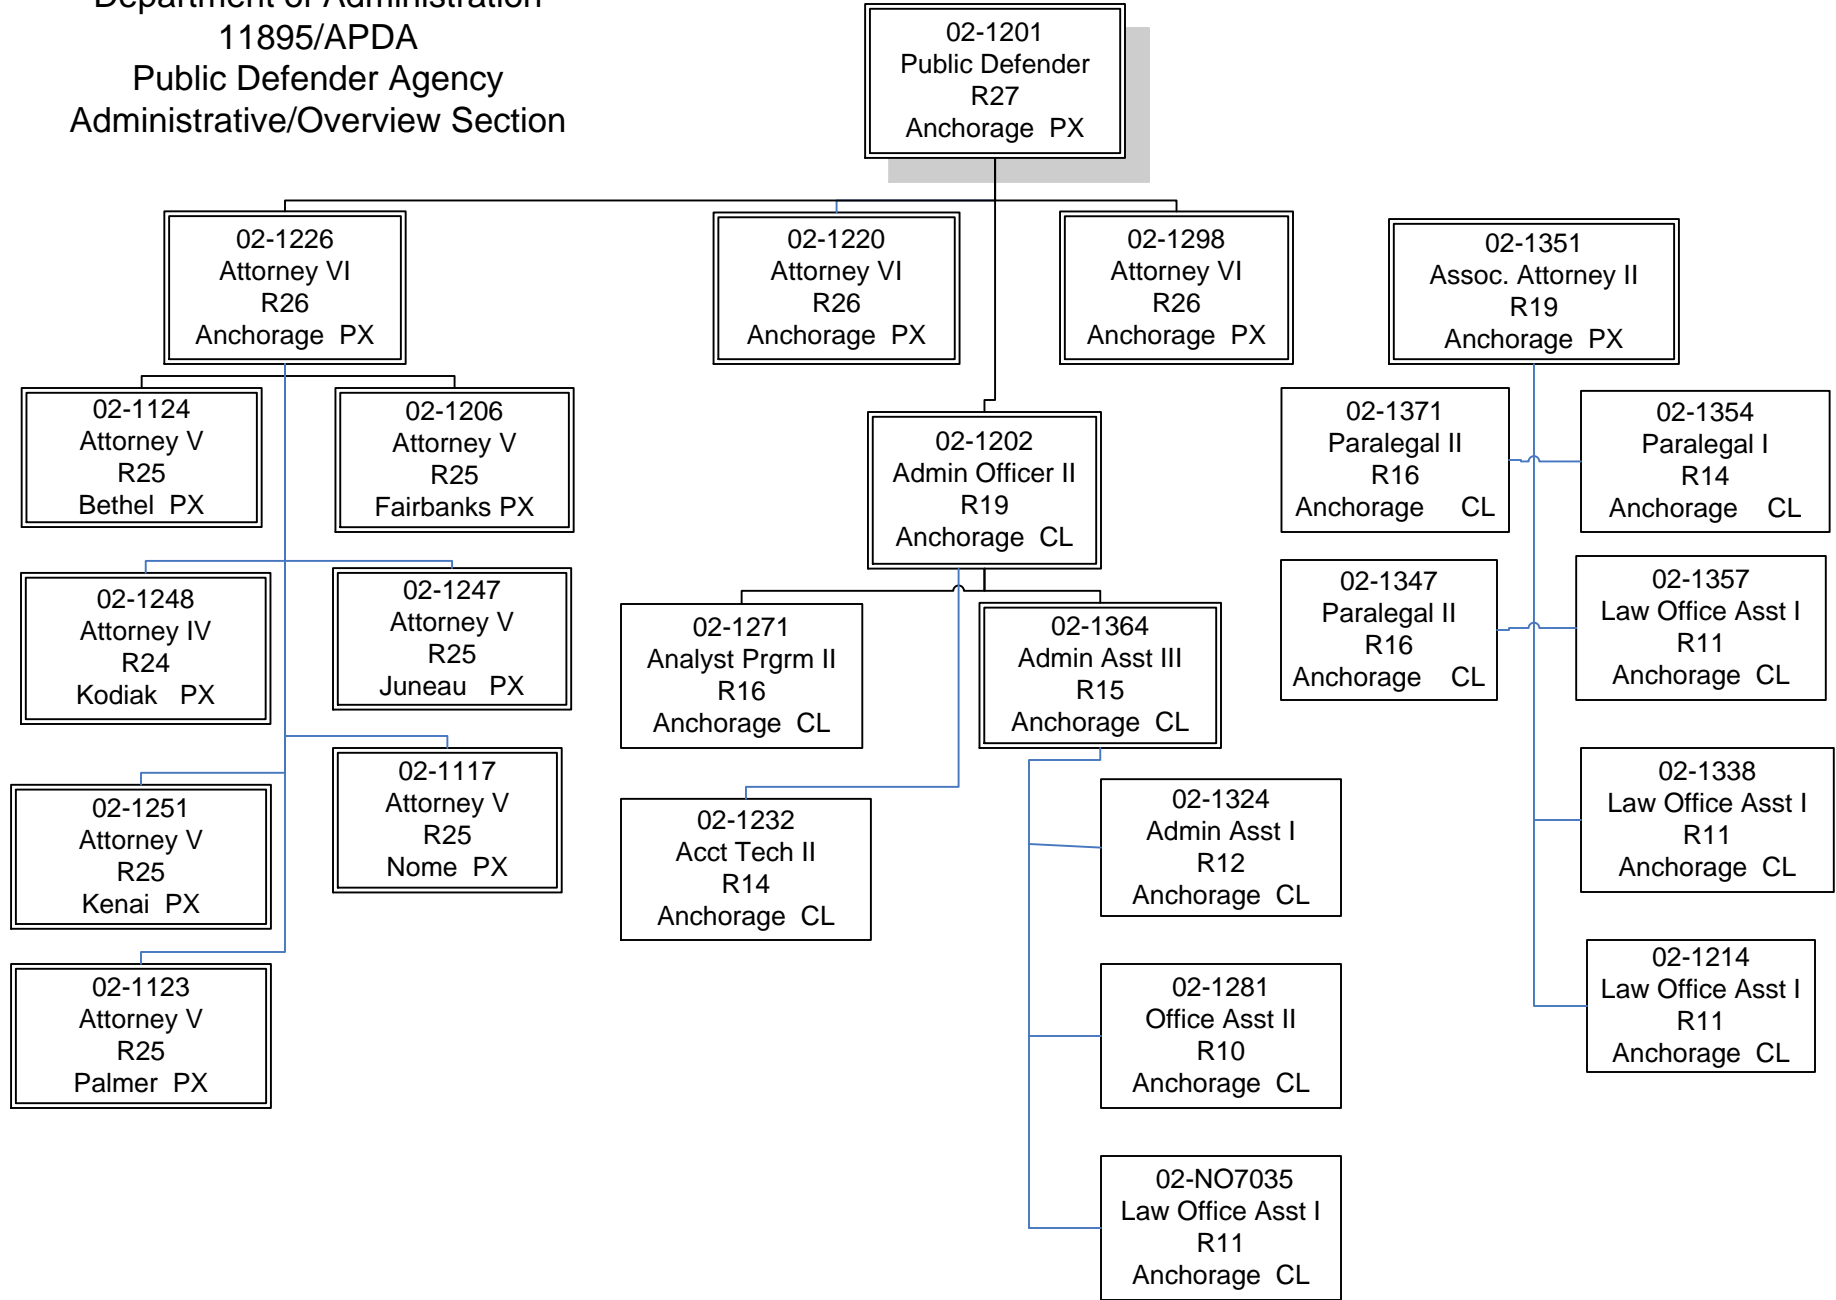 Department of Administration
11895/APDA
Public Defender Agency
Administrative/Overview Section
02-1201
Public Defender
R27
Anchorage PX
02-1226
Attorney VI
R26
Anchorage PX
02-1220
Attorney VI
R26
Anchorage PX
02-1298
Attorney VI
R26
Anchorage PX
02-1351
Assoc. Attorney II
R19
Anchorage PX
02-1124
Attorney V
R25
Bethel PX
02-1206
Attorney V
R25
Fairbanks PX
02-1202
Admin Officer II
R19
Anchorage CL
02-1371
Paralegal II
R16
Anchorage CL
02-1354
Paralegal I
R14
Anchorage CL
02-1248
Attorney IV
R24
Kodiak PX
02-1247
Attorney V
R25
Juneau PX
02-1271
Analyst Prgrm II
R16
Anchorage CL
02-1364
Admin Asst III
R15
Anchorage CL
02-1347
Paralegal II
R16
Anchorage CL
02-1357
Law Office Asst I
R11
Anchorage CL
02-1251
Attorney V
R25
Kenai PX
02-1117
Attorney V
R25
Nome PX
02-1232
Acct Tech II
R14
Anchorage CL
02-1324
Admin Asst I
R12
Anchorage CL
02-1338
Law Office Asst I
R11
Anchorage CL
02-1123
Attorney V
R25
Palmer PX
02-1281
Office Asst II
R10
Anchorage CL
02-1214
Law Office Asst I
R11
Anchorage CL
02-NO7035
Law Office Asst I
R11
Anchorage CL